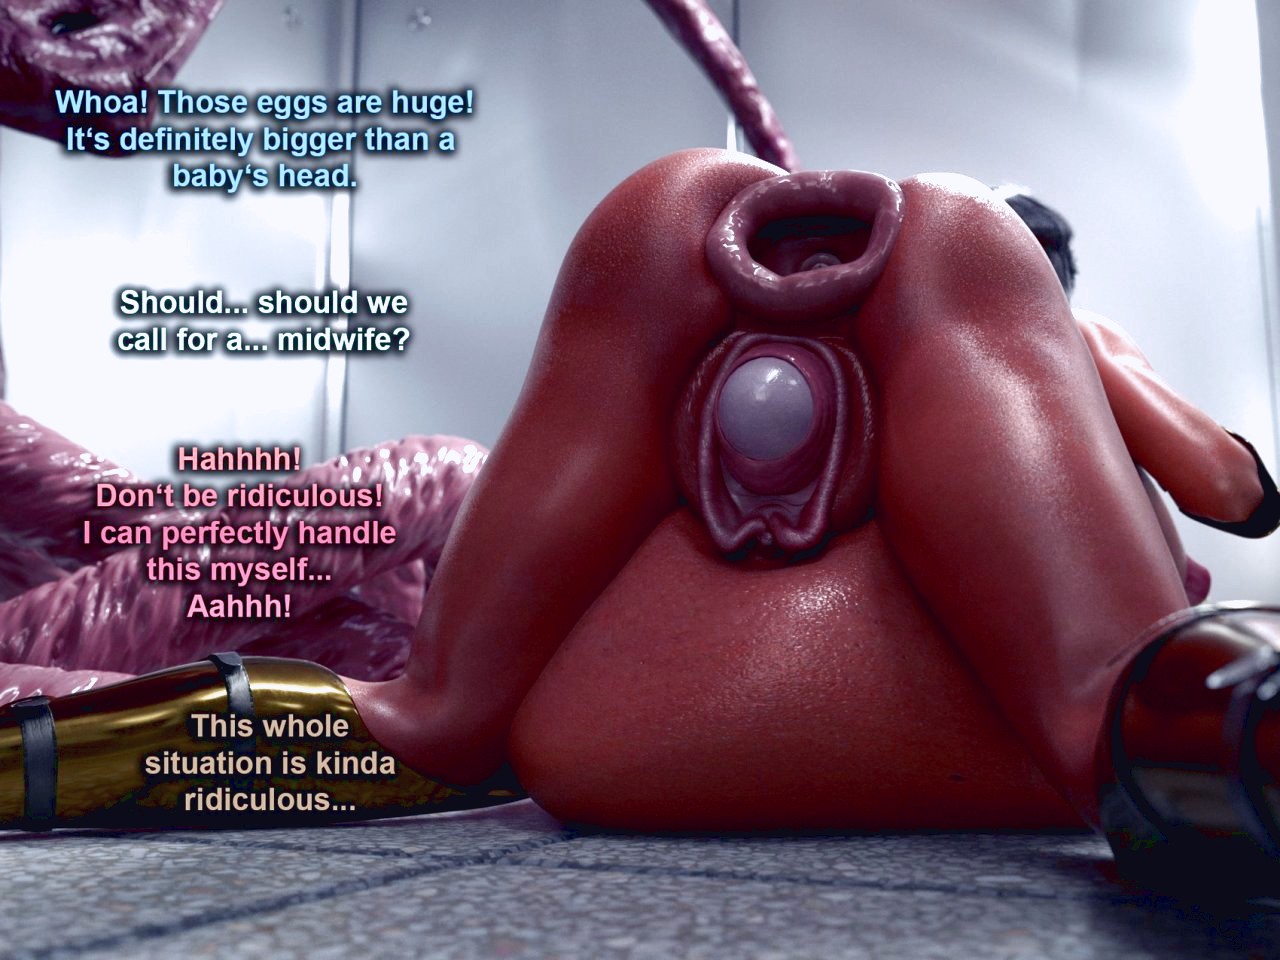 Whoa! Those eggs are huge!
It‘s definitely bigger than a
baby‘s head.
Should... should we
call for a... midwife?
Hahhhh!
Don‘t be ridiculous!
I can perfectly handle
this myself...
Aahhh!
This whole
situation is kinda
ridiculous...